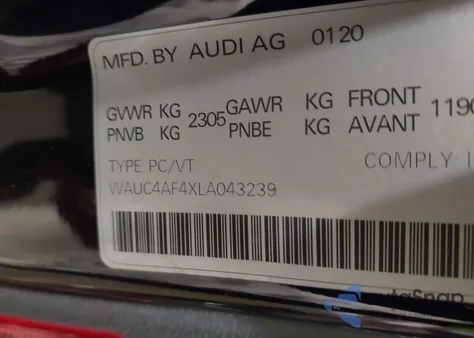 MFD. BY AUDI AG 0120
GVWR KG 2305 GAWR KG FRONT 1190
PNVB KG PNBE KG AVANT
TYPE PC/VT COMPLY:
WAUC4AF4XLA043239